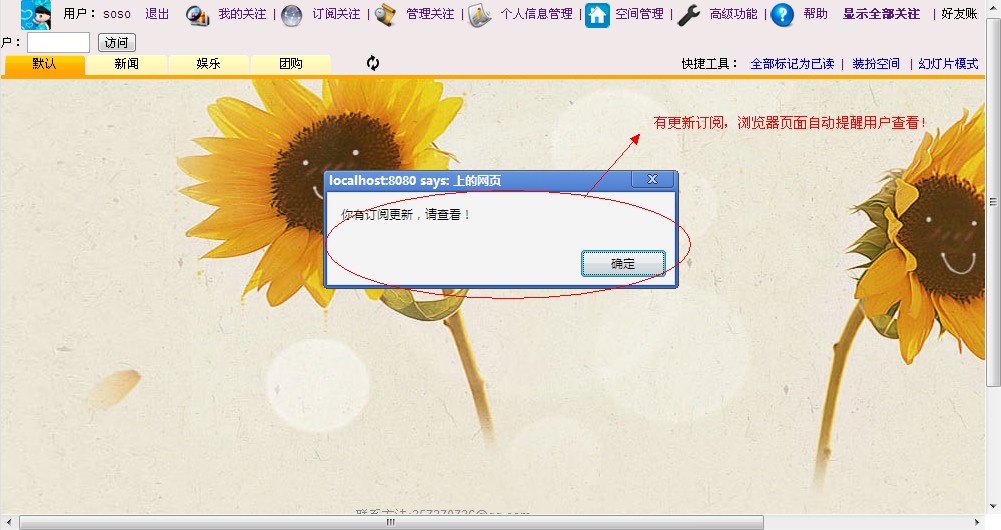 用户： soso 退出 我的关注 | 订阅关注 | 管理关注 | 个人信息管理 | 空间管理 | 高级功能 | 帮助 显示全部关注 | 好友账
户： 访问
默认 新闻 娱乐 团购 快捷工具： 全部标记为已读 | 装扮空间 | 幻灯片模式
有更新订阅，浏览器页面自动提醒用户查看！
localhost:8080 says: 上的网页
你有订阅更新，请查看！
确定